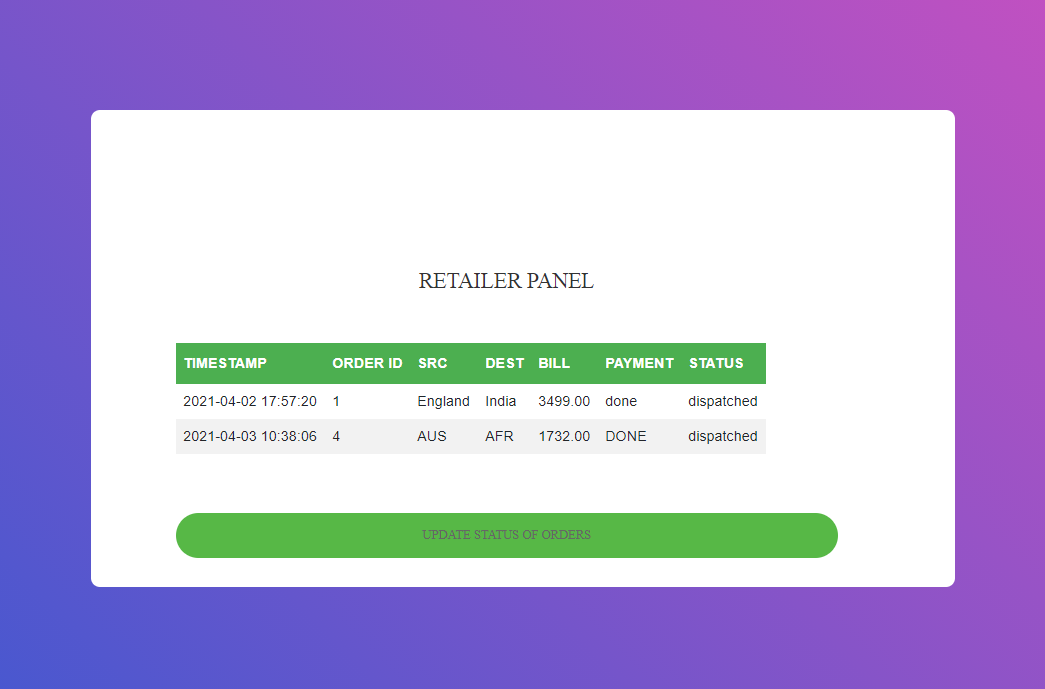 RETAILER PANEL
TIMESTAMP ORDER ID SRC DEST BILL PAYMENT STATUS
2021-04-02 17:57:20 1 England India 3499.00 done dispatched
2021-04-03 10:38:06 4 AUS AFR 1732.00 DONE dispatched
UPDATE STATUS OF ORDERS